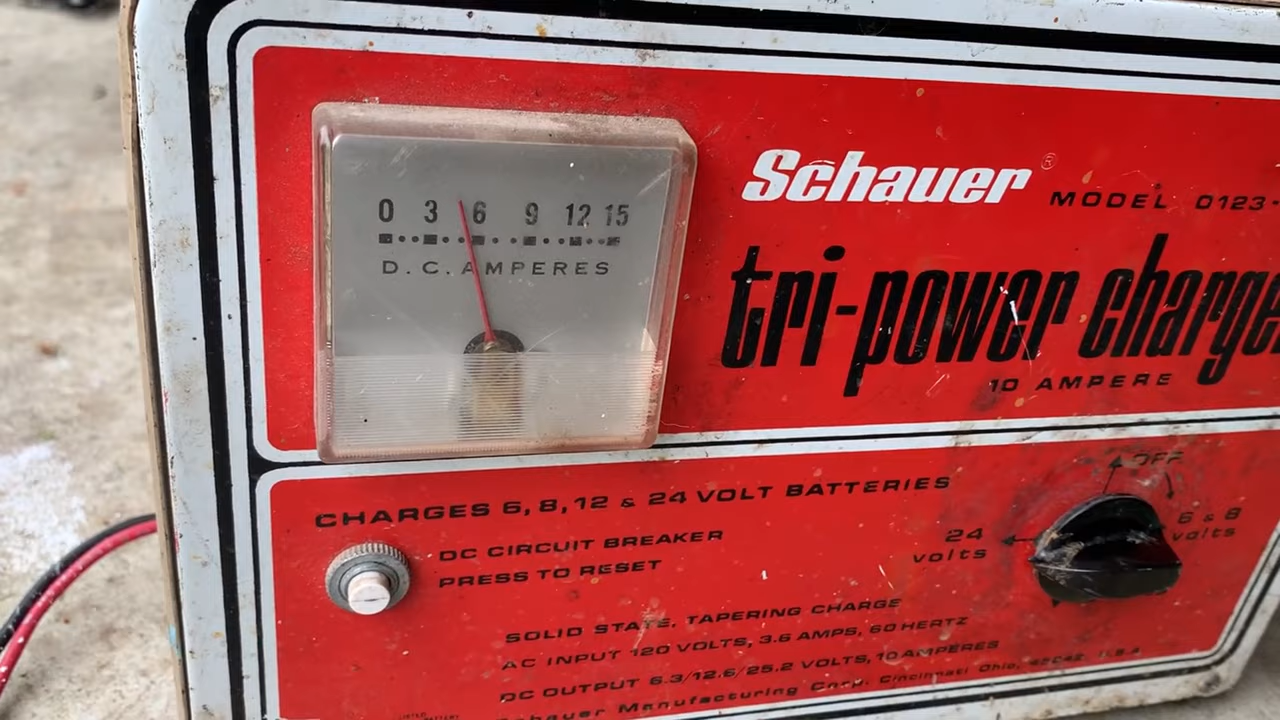 0 3 6 9 12 15
D.C. AMPERES
Schauer® MODEL 0123-
tri-power charge
10 AMPERE
CHARGES 6, 8, 12 & 24 VOLT BATTERIES
DC CIRCUIT BREAKER
PRESS TO RESET
OFF
24 volts
6 & 8 volts
SOLID STATE, TAPERING CHARGE
AC INPUT 120 VOLTS, 3.6 AMPS, 60 HERTZ
DC OUTPUT 6.3/12.6/25.2 VOLTS, 10 AMPERES
Schauer Manufacturing Corp. Cincinnati Ohio, 45242 U.S.A.